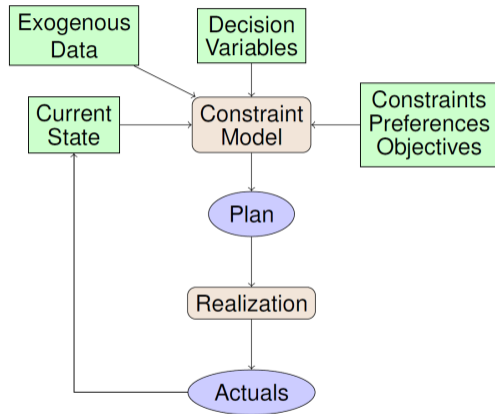 Exogenous
Data
Decision
Variables
Current
State
Constraint
Model
Constraints
Preferences
Objectives
Plan
Realization
Actuals